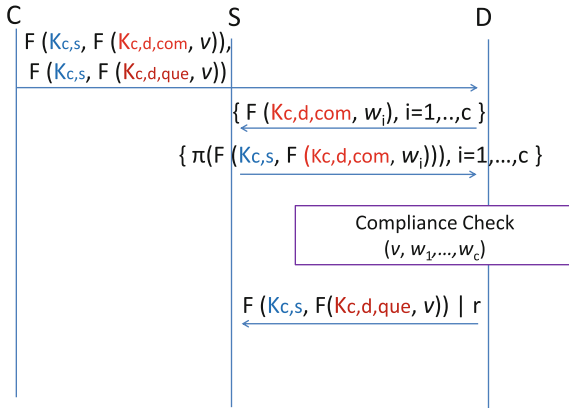 C S D
F (Kc,s, F (Kc,d,com, v)),
F (Kc,s, F (Kc,d,que, v))
{ F (Kc,d,com, wi), i=1,..,c }
{ π(F (Kc,s, F (Kc,d,com, wi))), i=1,...,c }
Compliance Check
(v, w1,...,wc)
F (Kc,s, F(Kc,d,que, v)) | r